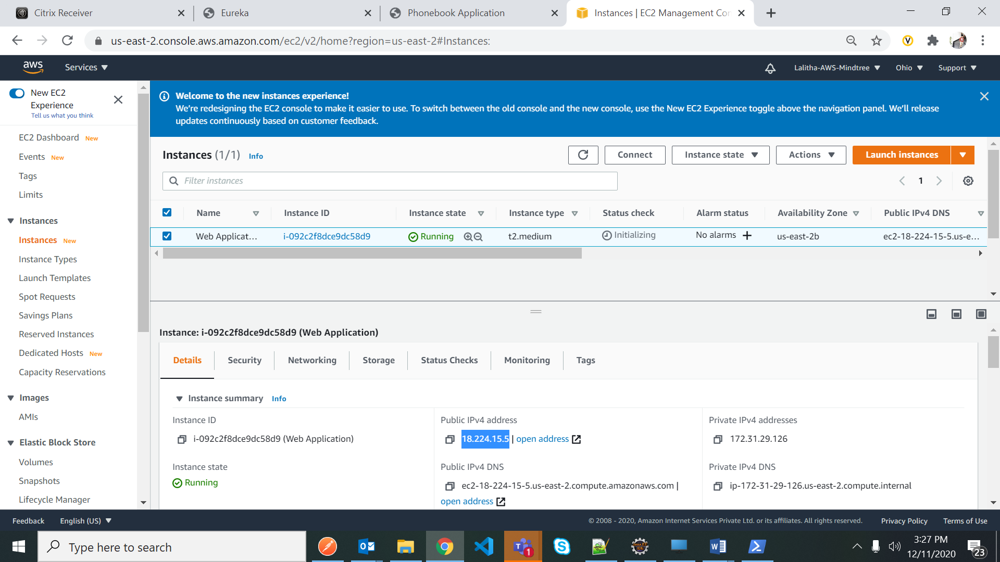 Citrix Receiver
Eureka
Phonebook Application
Instances | EC2 Management Cor
us-east-2.console.aws.amazon.com/ec2/v2/home?region=us-east-2#Instances:
V
aws
Services
Lalitha-AWS-Mindtree
Ohio
Support
New EC2
Experience
Tell us what you think
EC2 Dashboard New
Events New
Tags
Limits
Instances
Instances New
Instance Types
Launch Templates
Spot Requests
Savings Plans
Reserved Instances
Dedicated Hosts New
Capacity Reservations
Images
AMIs
Elastic Block Store
Volumes
Snapshots
Lifecycle Manager
Welcome to the new instances experience!
We're redesigning the EC2 console to make it easier to use. To switch between the old console and the new console, use the New EC2 Experience toggle above the navigation panel. We'll release
updates continuously based on customer feedback.
Instances (1/1) Info
Connect
Instance state
Actions
Launch instances
Filter instances
1
Name Instance ID Instance state Instance type Status check Alarm status Availability Zone Public IPv4 DNS
Web Applicat... i-092c2f8dce9dc58d9 Running t2.medium Initializing No alarms + us-east-2b ec2-18-224-15-5.us-e...
Instance: i-092c2f8dce9dc58d9 (Web Application)
Details
Security
Networking
Storage
Status Checks
Monitoring
Tags
Instance summary Info
Instance ID
i-092c2f8dce9dc58d9 (Web Application)
Public IPv4 address
18.224.15.5 | open address
Private IPv4 addresses
172.31.29.126
Instance state
Running
Public IPv4 DNS
ec2-18-224-15-5.us-east-2.compute.amazonaws.com |
open address
Private IPv4 DNS
ip-172-31-29-126.us-east-2.compute.internal
Feedback
English (US)
© 2008 - 2020, Amazon Internet Services Private Ltd. or its affiliates. All rights reserved.
Privacy Policy
Terms of Use
Type here to search
1
Java EE
IDE
3:27 PM
12/11/2020
23